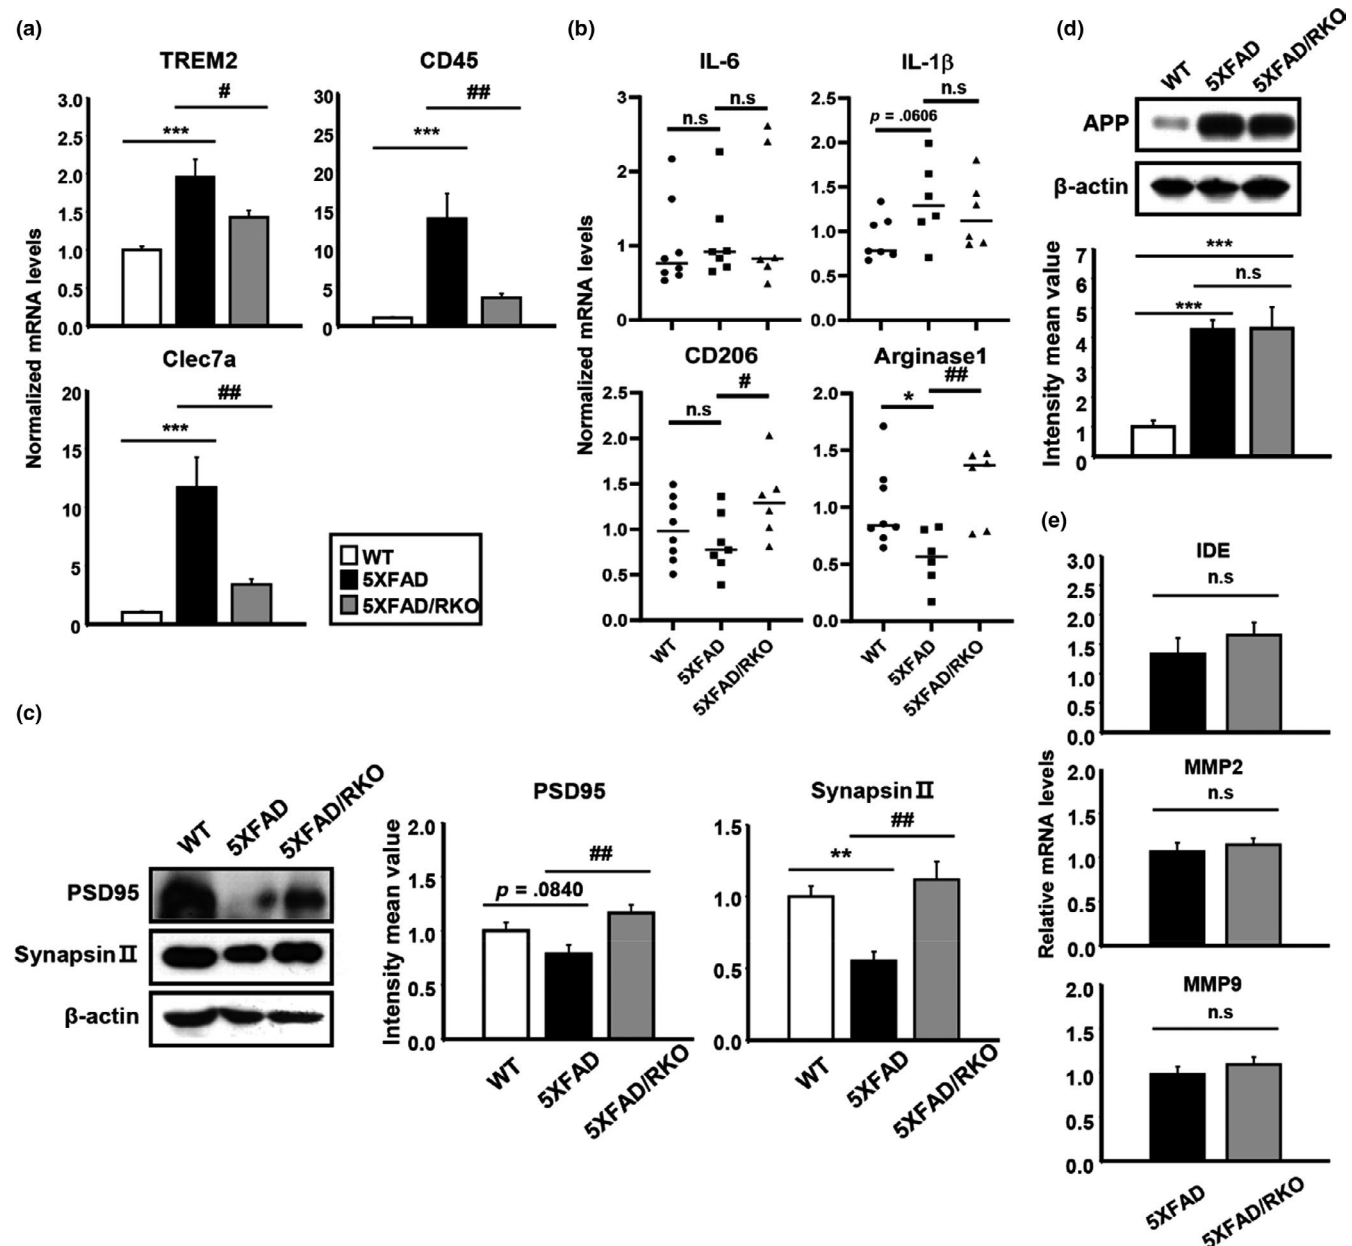 (a)
TREM2
CD45
Normalized mRNA levels
3.0
2.5
2.0
1.5
1.0
0.5
0.0
***
#
30
25
20
15
10
5
0
***
##
Clec7a
20
15
10
5
0
***
##
WT
5XFAD
5XFAD/RKO
(b)
IL-6
IL-1β
Normalized mRNA levels
3
2
1
0
n.s
n.s
2.5
2.0
1.5
1.0
0.5
0.0
p = .0606
n.s
CD206
Arginase1
2.5
2.0
1.5
1.0
0.5
0.0
n.s
#
2.0
1.5
1.0
0.5
0.0
*
##
WT
5XFAD
5XFAD/RKO
WT
5XFAD
5XFAD/RKO
(c)
WT
5XFAD
5XFAD/RKO
PSD95
Synapsin II
β-actin
PSD95
Intensity mean value
2.0
1.5
1.0
0.5
0.0
p = .0840
##
WT
5XFAD
5XFAD/RKO
Synapsin II
1.5
1.0
0.5
0.0
**
##
WT
5XFAD
5XFAD/RKO
(d)
WT
5XFAD
5XFAD/RKO
APP
β-actin
Intensity mean value
7
6
5
4
3
2
1
0
***
n.s
***
(e)
Relative mRNA levels
IDE
3.0
2.5
2.0
1.5
1.0
0.5
0.0
n.s
MMP2
2.0
1.5
1.0
0.5
0.0
n.s
MMP9
2.0
1.5
1.0
0.5
0.0
n.s
5XFAD
5XFAD/RKO